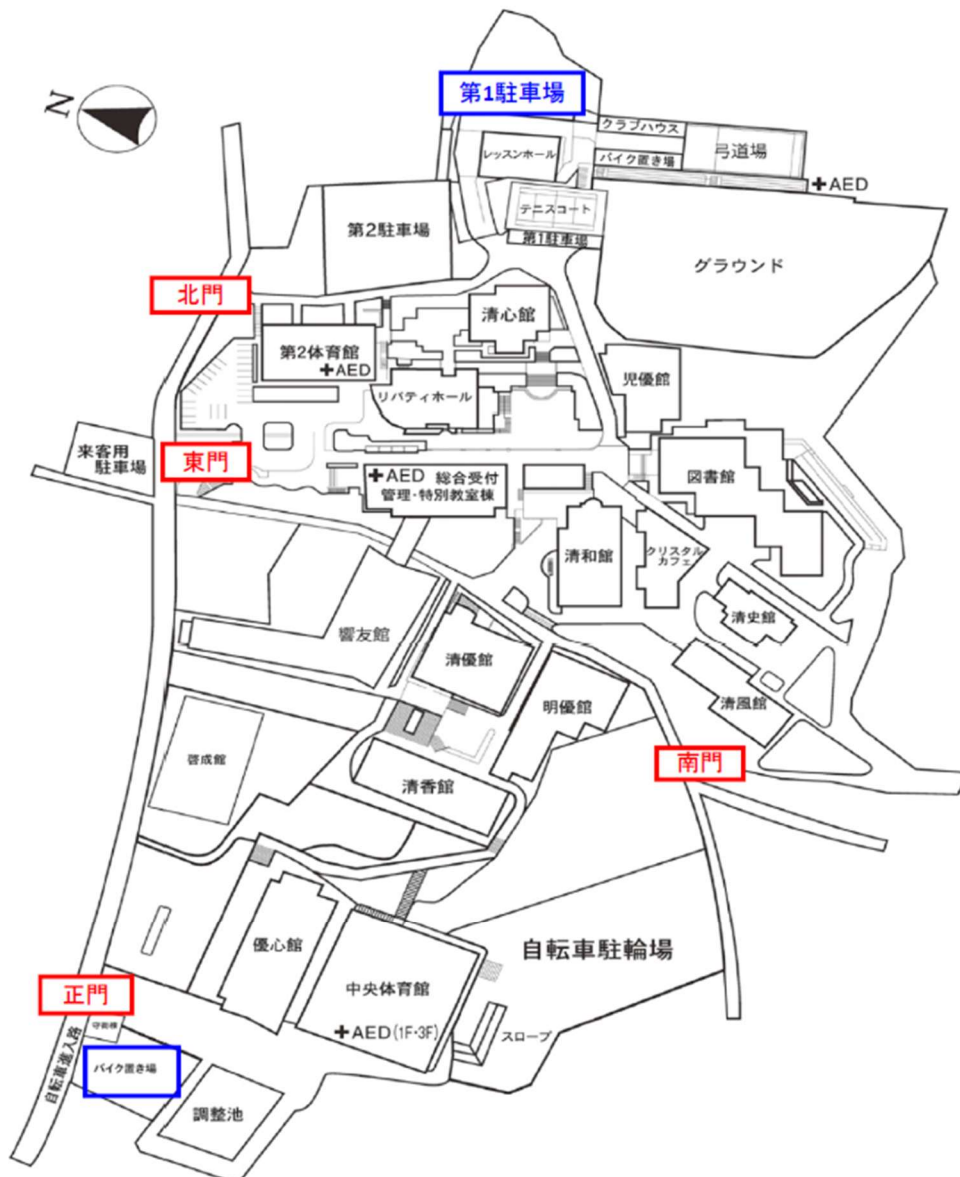 N
第1駐車場
クラブハウス
レッスンホール
バイク置き場
弓道場
✚AED
テニスコート
第1駐車場
第2駐車場
グラウンド
北門
清心館
第2体育館
✚AED
児優館
リバティホール
来客用
駐車場
東門
✚AED 総合受付
管理・特別教室棟
図書館
清和館
クリスタル
カフェ
清史館
響友館
清優館
清風館
明優館
南門
啓成館
清香館
優心館
自転車駐輪場
中央体育館
✚AED(1F・3F)
スロープ
正門
守衛棟
自転車進入路
バイク置き場
調整池